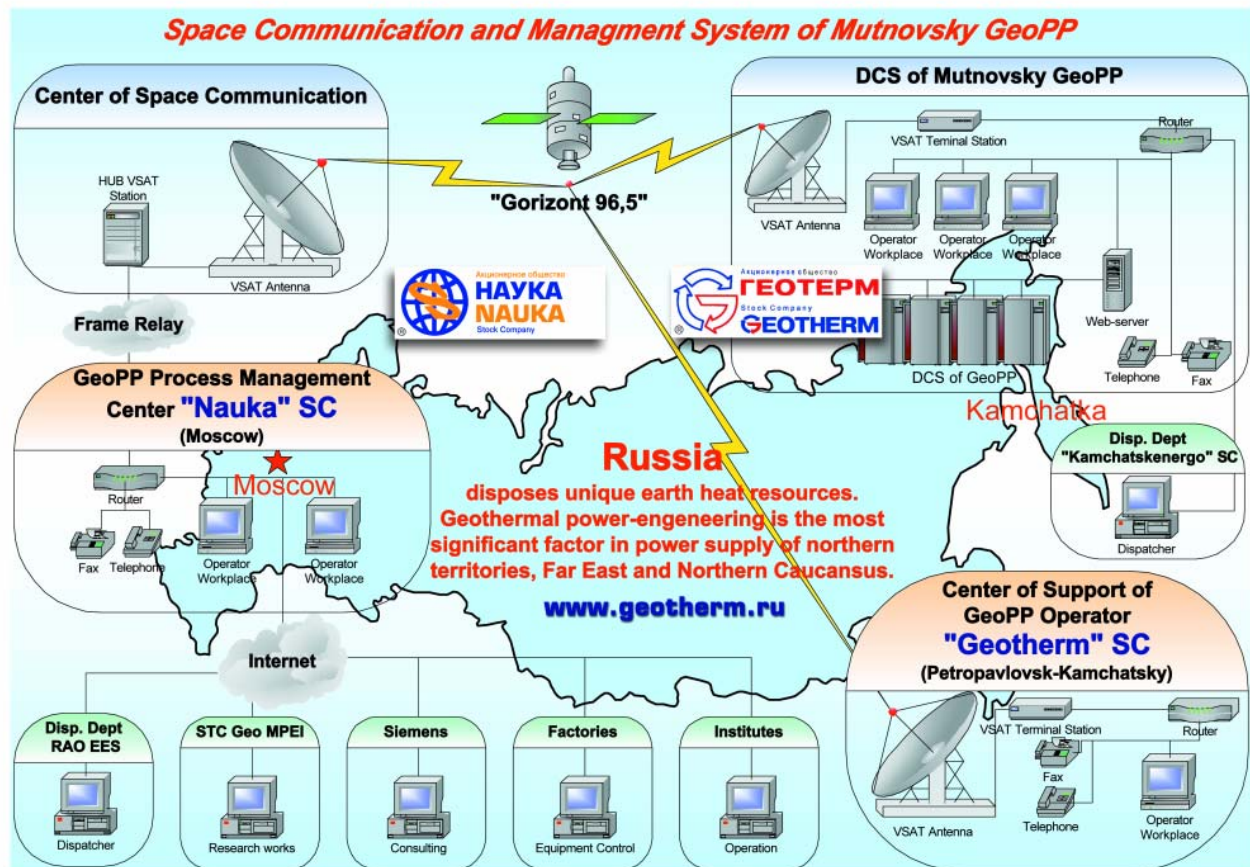 Space Communication and Managment System of Mutnovsky GeoPP
Center of Space Communication
HUB VSAT
Station
VSAT Antenna
"Gorizont 96,5"
DCS of Mutnovsky GeoPP
VSAT Teminal Station
Router
VSAT Antenna
Operator
Workplace
Operator
Workplace
Operator
Workplace
Web-server
DCS of GeoPP
Telephone
Fax
Frame Relay
Акционерное общество
НАУКА
NAUKA
Stock Company
®
Акционерное общество
ГЕОТЕРМ
Stock Company
GEOTHERM
®
GeoPP Process Management
Center "Nauka" SC
(Moscow)
Router
Moscow
Fax
Telephone
Operator
Workplace
Operator
Workplace
Kamchatka
Disp. Dept
"Kamchatskenergo" SC
Dispatcher
Russia
disposes unique earth heat resources.
Geothermal power-engeneering is the most
significant factor in power supply of northern
territories, Far East and Northern Caucansus.
www.geotherm.ru
Center of Support of
GeoPP Operator
"Geotherm" SC
(Petropavlovsk-Kamchatsky)
VSAT Terminal Station
Router
Fax
VSAT Antenna
Telephone
Operator
Workplace
Internet
Disp. Dept
RAO EES
Dispatcher
STC Geo MPEI
Research works
Siemens
Consulting
Factories
Equipment Control
Institutes
Operation